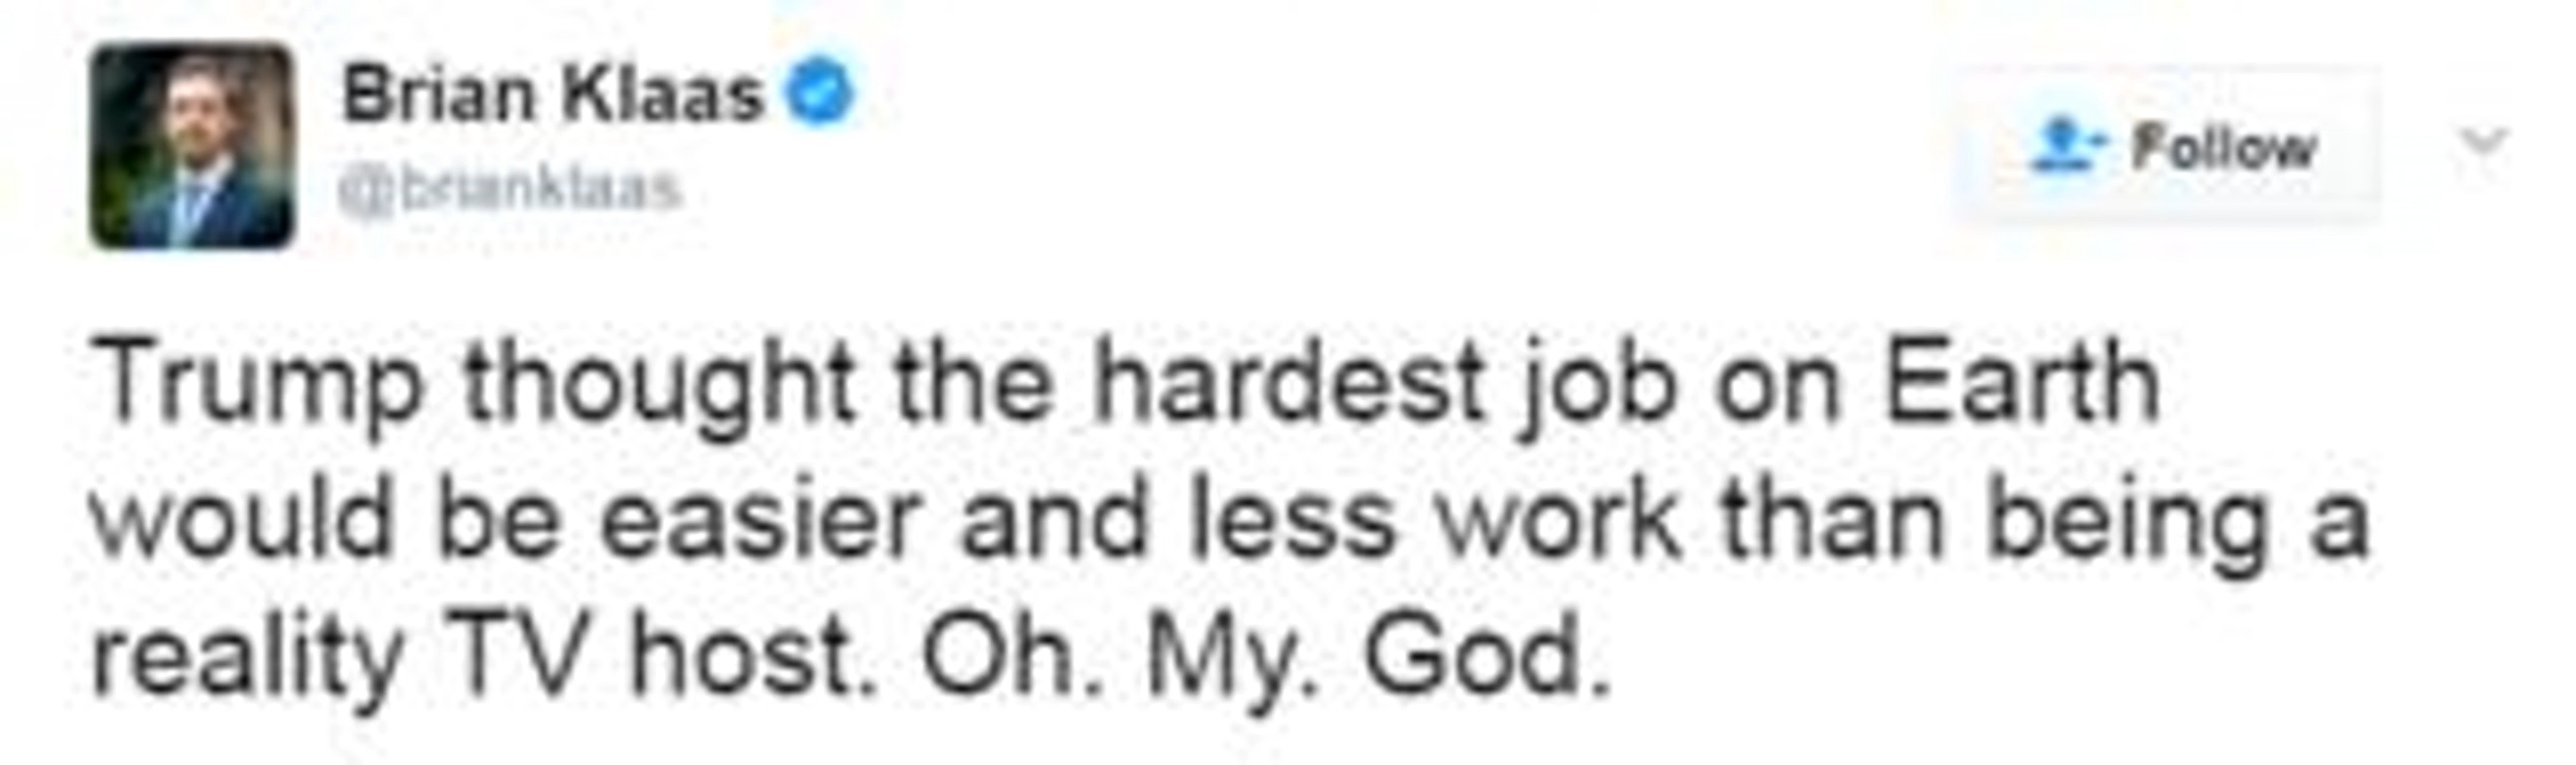 Brian Klaas
@brianklaas
Follow
Trump thought the hardest job on Earth
would be easier and less work than being a
reality TV host. Oh. My. God.